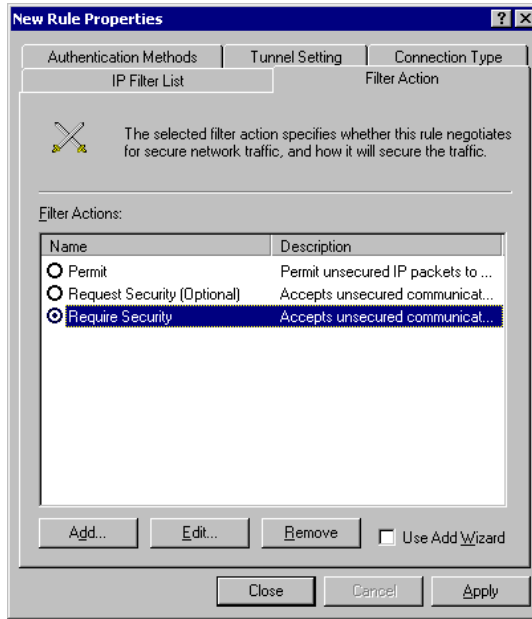 New Rule Properties
Authentication Methods Tunnel Setting Connection Type
IP Filter List Filter Action
The selected filter action specifies whether this rule negotiates
for secure network traffic, and how it will secure the traffic.
Filter Actions:
Name Description
Permit Permit unsecured IP packets to ...
Request Security (Optional) Accepts unsecured communicat...
Require Security Accepts unsecured communicat...
Add... Edit... Remove Use Add Wizard
Close Cancel Apply